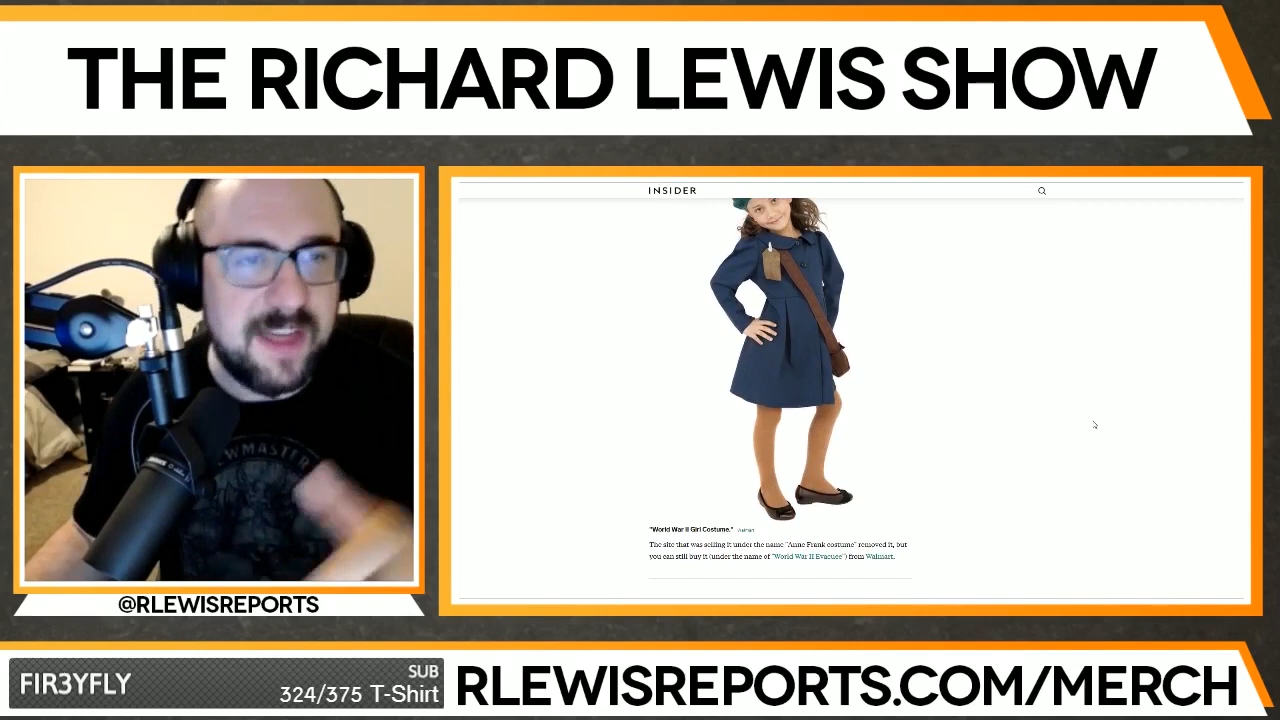 THE RICHARD LEWIS SHOW
INSIDER
"World War II Girl Costume." Walmart
The site that was selling it under the name "Anne Frank costume" removed it, but
you can still buy it (under the name of "World War II Evacuee") from Walmart.
@RLEWISREPORTS
FIR3YFLY
SUB
324/375 T-Shirt
RLEWISREPORTS.COM/MERCH